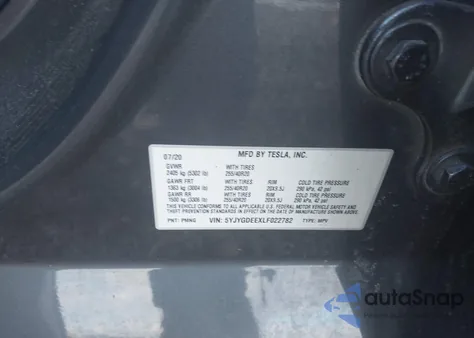 07/20 MFD BY TESLA, INC.
GVWR WITH TIRES
2405 kg (5302 lb) 255/40R20
GAWR FRT WITH TIRES RIM COLD TIRE PRESSURE
1363 kg (3004 lb) 255/40R20 20X9.5J 290 kPa, 42 psi
GAWR RR WITH TIRES RIM COLD TIRE PRESSURE
1500 kg (3306 lb) 255/40R20 20X9.5J 290 kPa, 42 psi
THIS VEHICLE CONFORMS TO ALL APPLICABLE U.S. FEDERAL MOTOR VEHICLE SAFETY AND
THEFT PREVENTION STANDARDS IN EFFECT ON THE DATE OF MANUFACTURE SHOWN ABOVE.
PNT: PMNG VIN: 5YJYGDEEXLF022782 TYPE: MPV
autaSnap